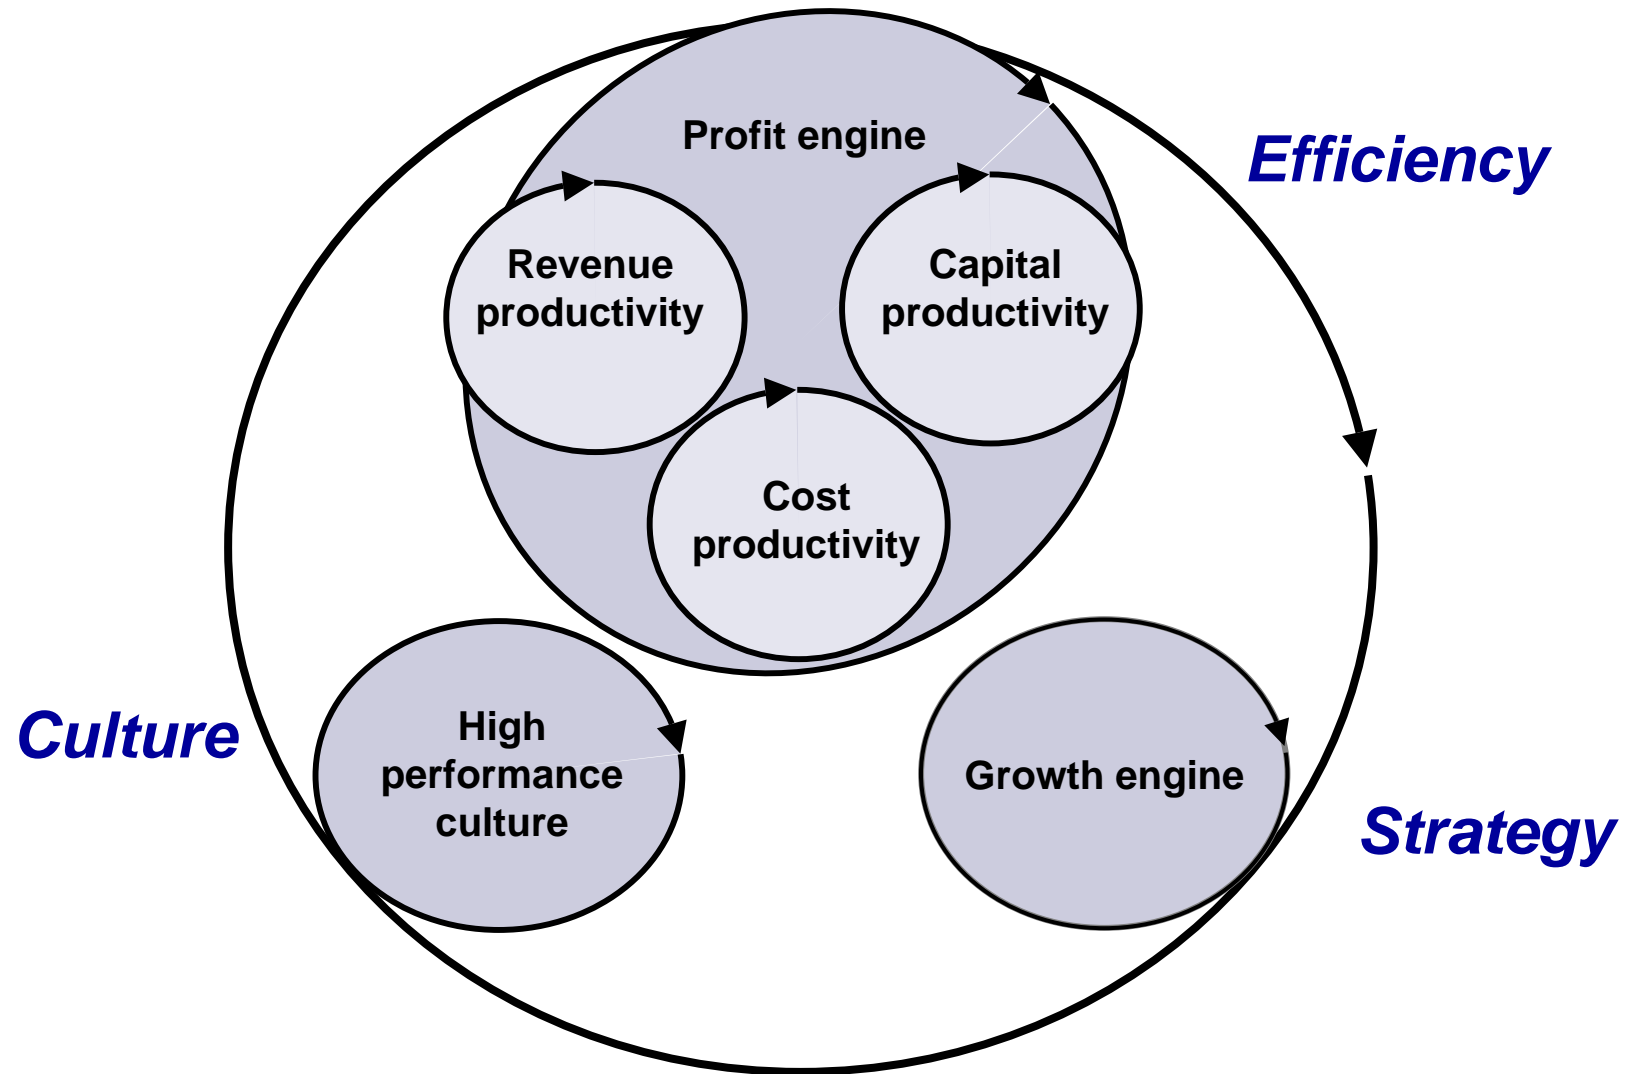 Profit engine
Efficiency
Revenue
productivity
Capital
productivity
Cost
productivity
Culture
High
performance
culture
Growth engine
Strategy